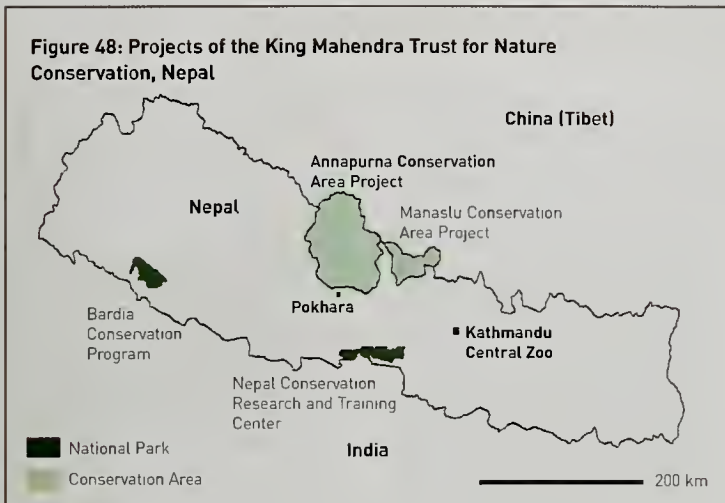 Figure 48: Projects of the King Mahendra Trust for Nature
Conservation, Nepal
China (Tibet)
Annapurna Conservation
Area Project
Nepal
Manaslu Conservation
Area Project
Pokhara
Bardia
Conservation
Program
Kathmandu
Central Zoo
Nepal Conservation
Research and Training
Center
India
National Park
Conservation Area
200 km